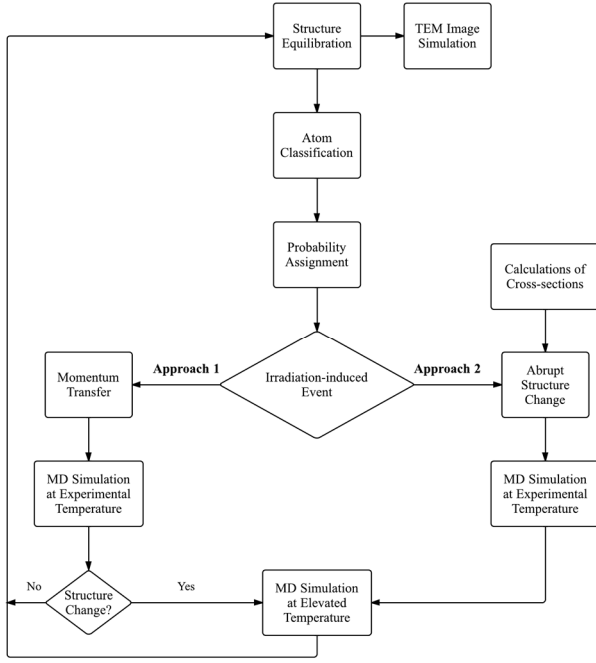 Structure
Equilibration
TEM Image
Simulation
Atom
Classification
Probability
Assignment
Calculations of
Cross-sections
Approach 1
Irradiation-induced
Event
Approach 2
Momentum
Transfer
Abrupt
Structure
Change
MD Simulation
at Experimental
Temperature
MD Simulation
at Experimental
Temperature
No
Structure
Change?
Yes
MD Simulation
at Elevated
Temperature